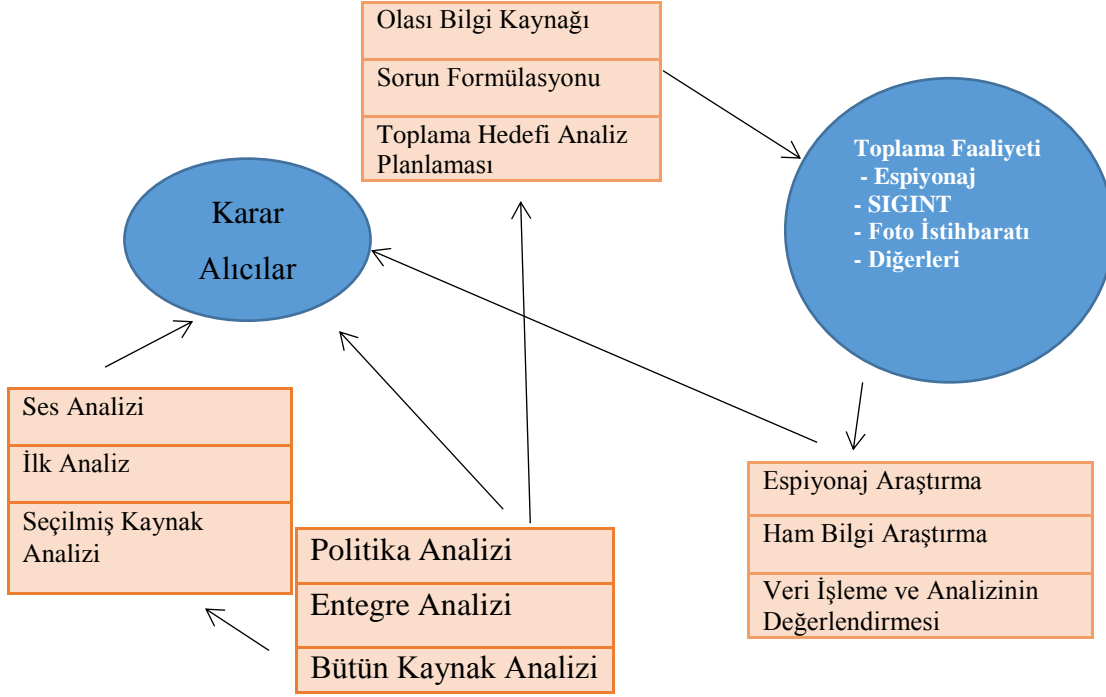 Olası Bilgi Kaynağı
Sorun Formülasyonu
Toplama Hedefi Analiz
Planlaması
Toplama Faaliyeti
- Espiyonaj
- SIGINT
- Foto İstihbaratı
- Diğerleri
Karar
Alıcılar
Ses Analizi
İlk Analiz
Seçilmiş Kaynak
Analizi
Politika Analizi
Entegre Analizi
Bütün Kaynak Analizi
Espiyonaj Araştırma
Ham Bilgi Araştırma
Veri İşleme ve Analizinin
Değerlendirmesi